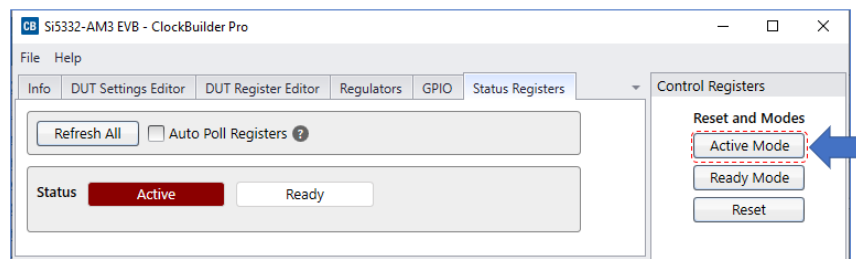 CB Si5332-AM3 EVB - ClockBuilder Pro
File Help
Info DUT Settings Editor DUT Register Editor Regulators GPIO Status Registers
Refresh All Auto Poll Registers ?
Status Active Ready
Control Registers
Reset and Modes
Active Mode
Ready Mode
Reset